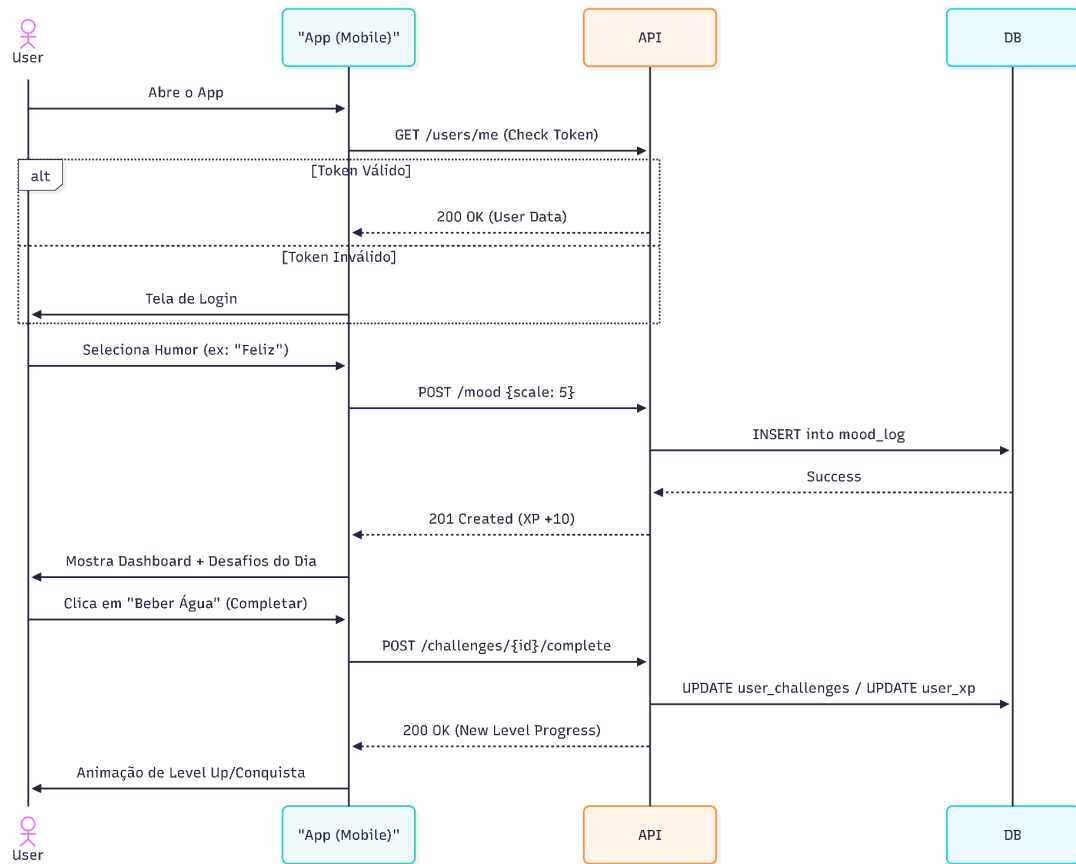 User
"App (Mobile)"
API
DB
Abre o App
GET /users/me (Check Token)
alt
[Token Válido]
200 OK (User Data)
[Token Inválido]
Tela de Login
Seleciona Humor (ex: "Feliz")
POST /mood {scale: 5}
INSERT into mood_log
Success
201 Created (XP +10)
Mostra Dashboard + Desafios do Dia
Clica em "Beber Água" (Completar)
POST /challenges/{id}/complete
UPDATE user_challenges / UPDATE user_xp
200 OK (New Level Progress)
Animação de Level Up/Conquista
User
"App (Mobile)"
API
DB